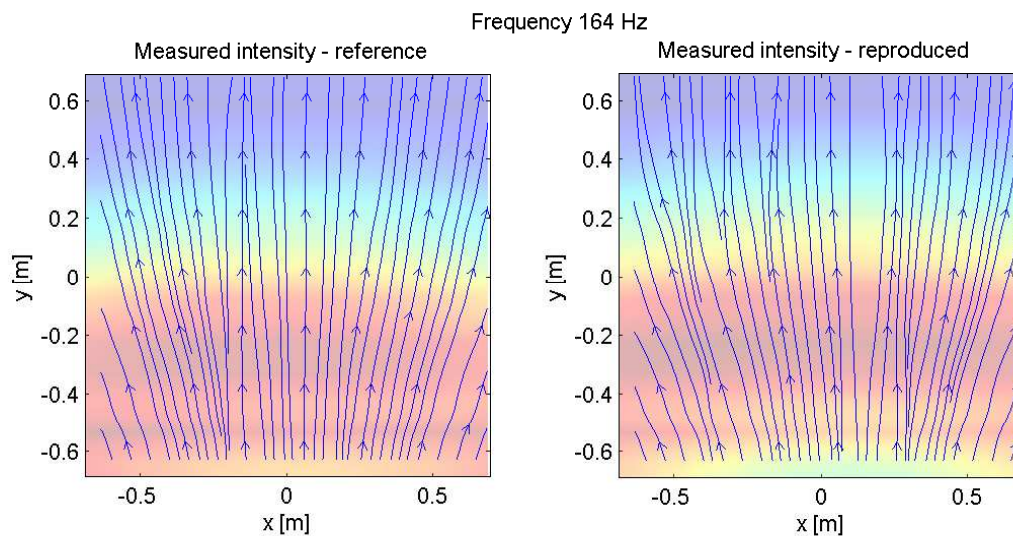 Frequency 164 Hz
Measured intensity - reference
Measured intensity - reproduced
0.6
0.4
0.2
0
-0.2
-0.4
-0.6
y [m]
-0.5
0
0.5
x [m]
0.6
0.4
0.2
0
-0.2
-0.4
-0.6
y [m]
-0.5
0
0.5
x [m]